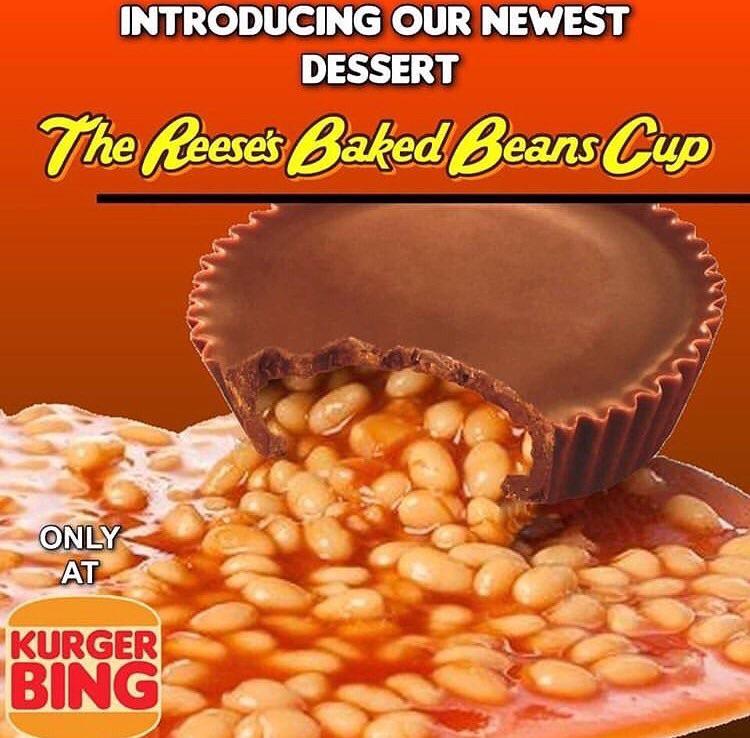 INTRODUCING OUR NEWEST
DESSERT
The Reese's Baked Beans Cup
ONLY
AT
KURGER
BING